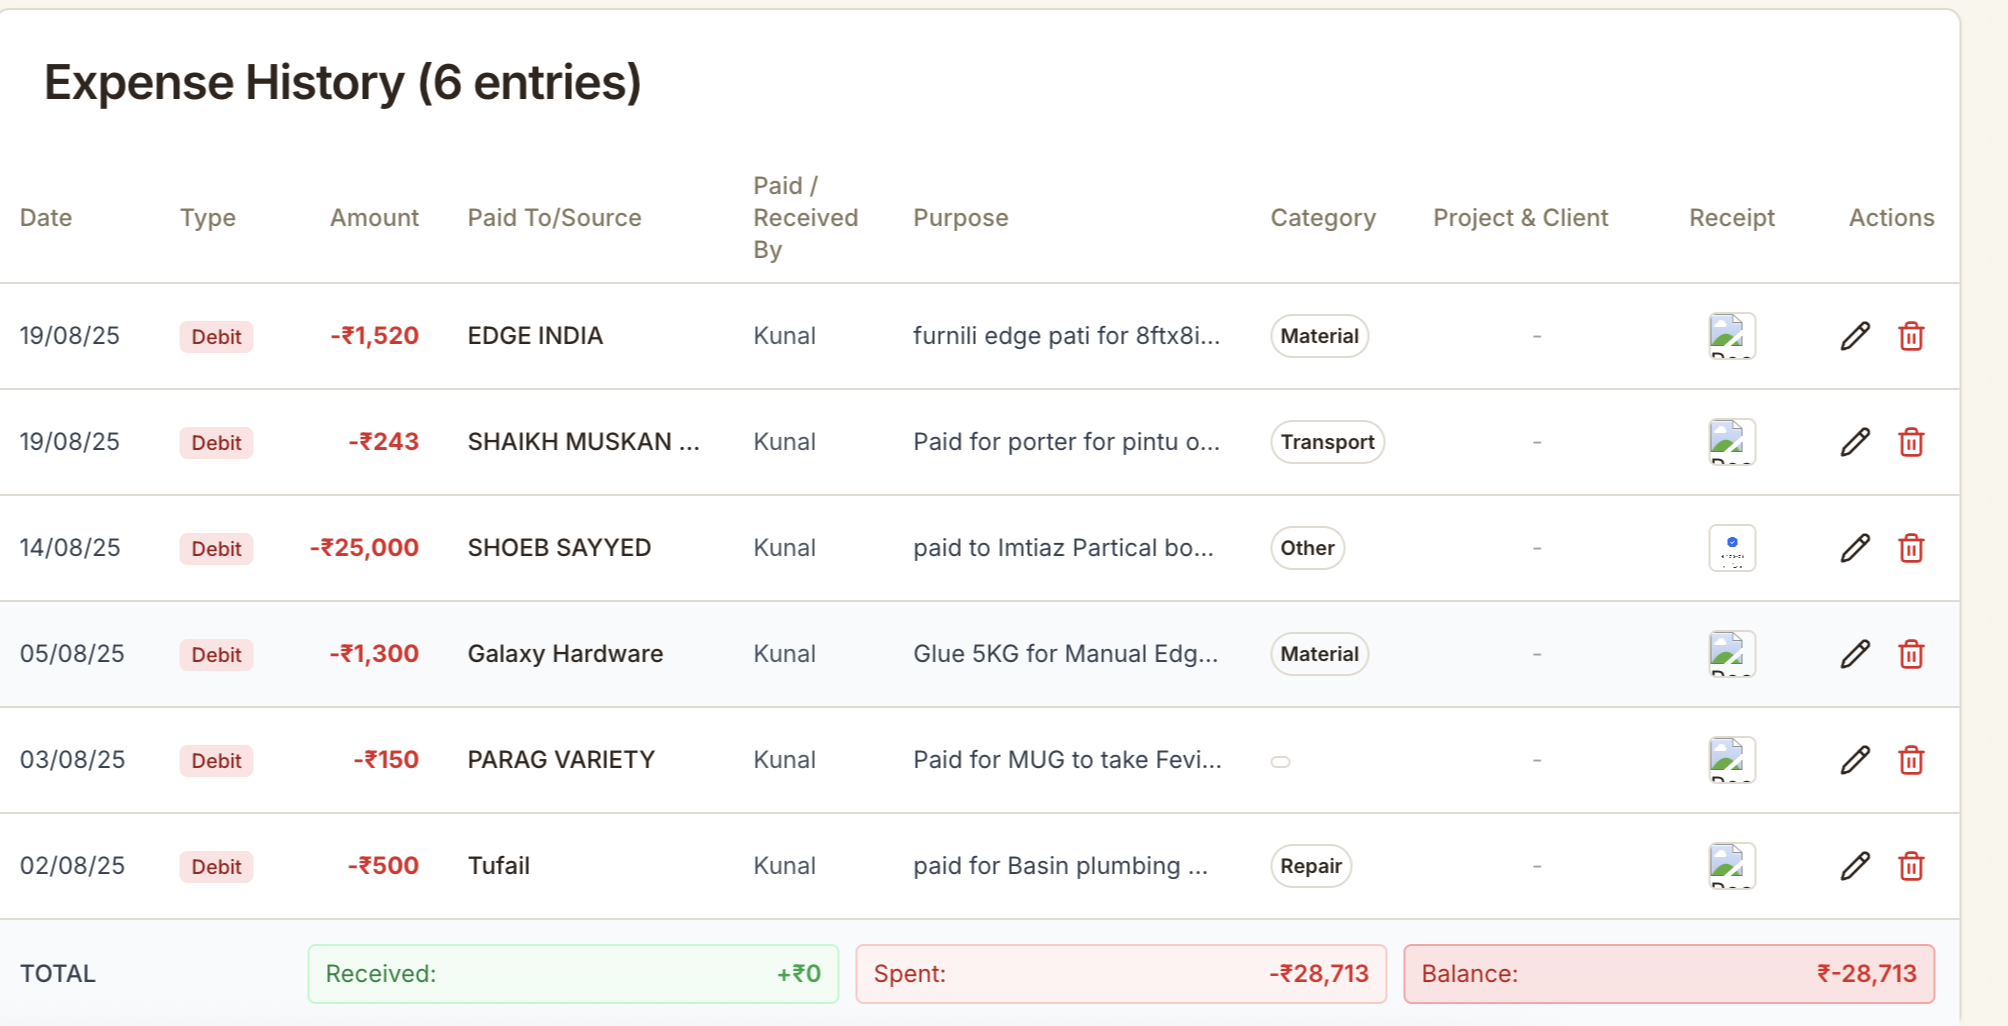 Expense History (6 entries)
Date Type Amount Paid To/Source Paid / Received By Purpose Category Project & Client Receipt Actions
19/08/25 Debit -₹1,520 EDGE INDIA Kunal furnili edge pati for 8ftx8i... Material -
19/08/25 Debit -₹243 SHAIKH MUSKAN ... Kunal Paid for porter for pintu o... Transport -
14/08/25 Debit -₹25,000 SHOEB SAYYED Kunal paid to Imtiaz Partical bo... Other -
05/08/25 Debit -₹1,300 Galaxy Hardware Kunal Glue 5KG for Manual Edg... Material -
03/08/25 Debit -₹150 PARAG VARIETY Kunal Paid for MUG to take Fevi... -
02/08/25 Debit -₹500 Tufail Kunal paid for Basin plumbing ... Repair -
TOTAL Received: +₹0 Spent: -₹28,713 Balance: ₹-28,713